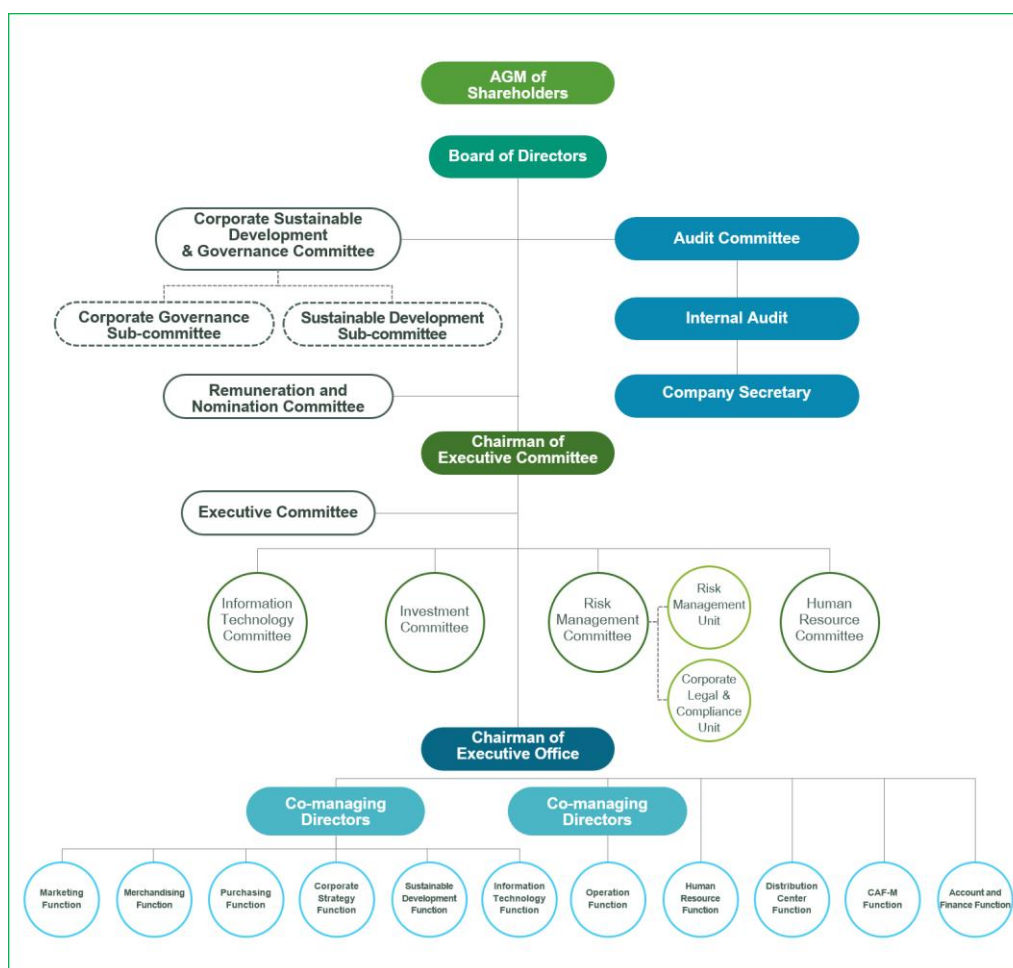 AGM of
Shareholders
Board of Directors
Corporate Sustainable
Development
& Governance Committee
Audit Committee
Corporate Governance
Sub-committee
Sustainable Development
Sub-committee
Internal Audit
Remuneration and
Nomination Committee
Company Secretary
Chairman of
Executive Committee
Executive Committee
Information
Technology
Committee
Investment
Committee
Risk
Management
Committee
Risk
Management
Unit
Corporate
Legal &
Compliance
Unit
Human
Resource
Committee
Chairman of
Executive Office
Co-managing
Directors
Co-managing
Directors
Marketing
Function
Merchandising
Function
Purchasing
Function
Corporate
Strategy
Function
Sustainable
Development
Function
Information
Technology
Function
Operation
Function
Human
Resource
Function
Distribution
Center
Function
CAF-M
Function
Account and
Finance Function